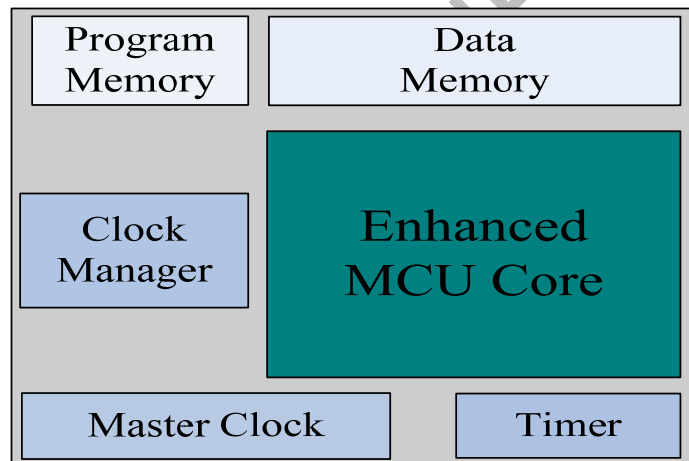 Program
Memory
Data
Memory
Clock
Manager
Enhanced
MCU Core
Master Clock
Timer